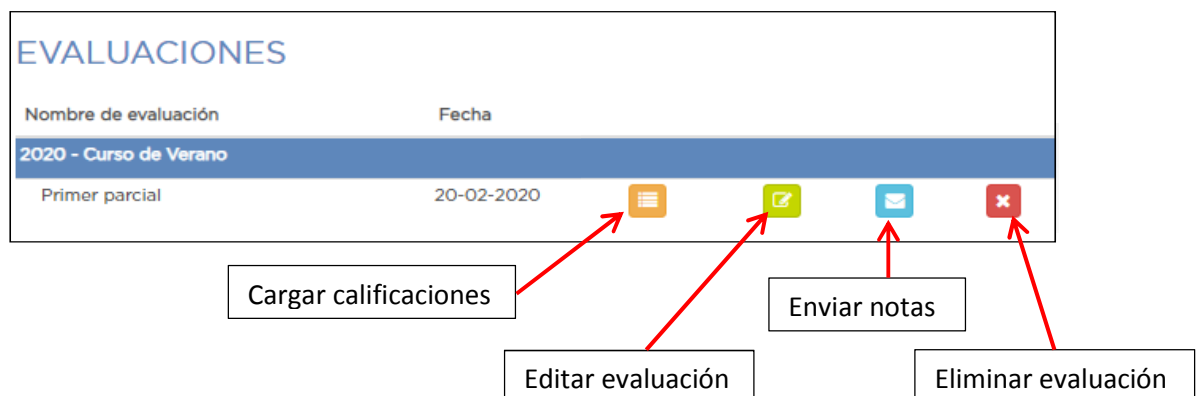 EVALUACIONES
Nombre de evaluación Fecha
2020 - Curso de Verano
Primer parcial 20-02-2020
Cargar calificaciones
Enviar notas
Editar evaluación
Eliminar evaluación